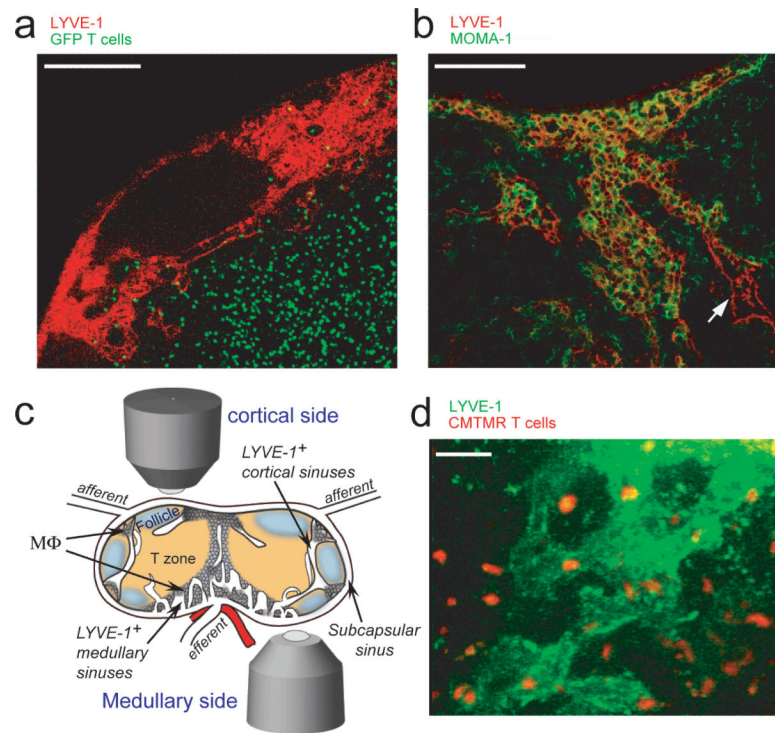 a
LYVE-1
GFP T cells
b
LYVE-1
MOMA-1
c
cortical side
LYVE-1+
cortical sinuses
afferent
afferent
Follicle
MΦ
T zone
LYVE-1+
medullary
sinuses
efferent
Subcapsular
sinus
Medullary side
d
LYVE-1
CMTMR T cells